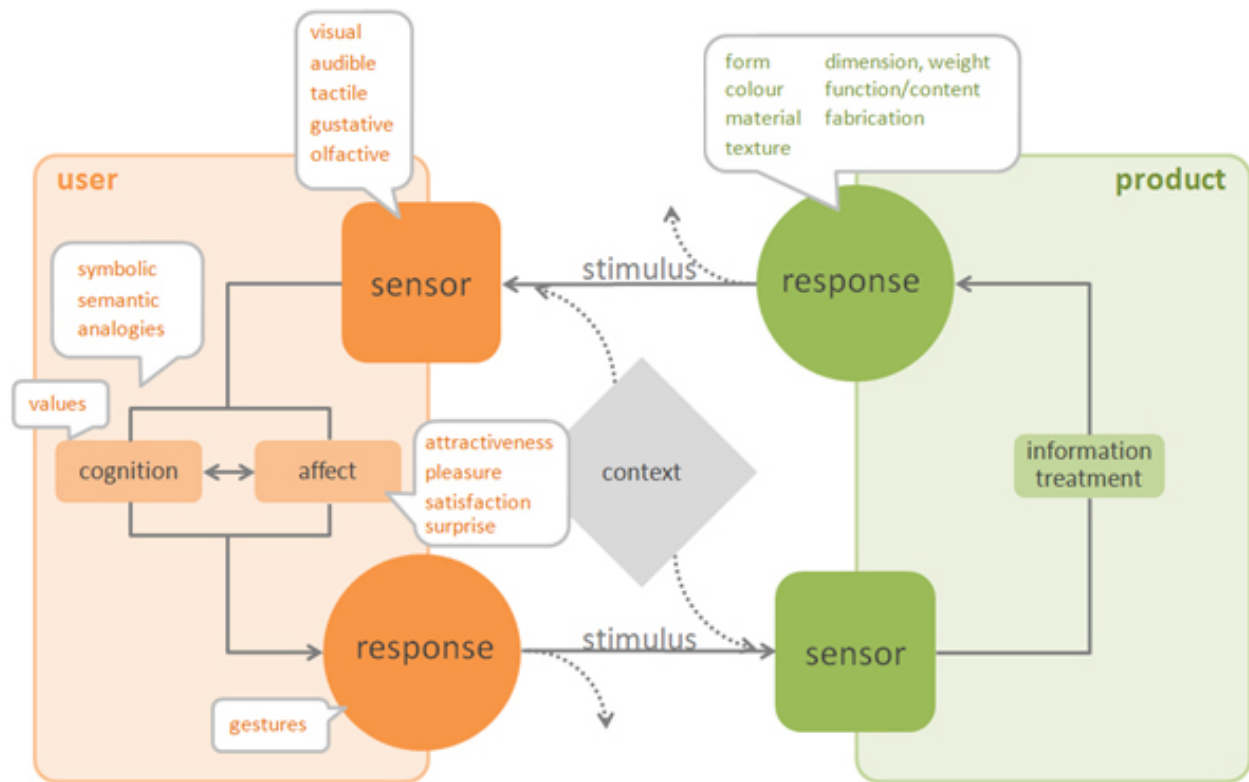 visual
audible
tactile
gustative
olfactive
form dimension, weight
colour function/content
material fabrication
texture
user
product
sensor
stimulus
response
symbolic
semantic
analogies
values
cognition
affect
attractiveness
pleasure
satisfaction
surprise
context
information
treatment
response
stimulus
sensor
gestures